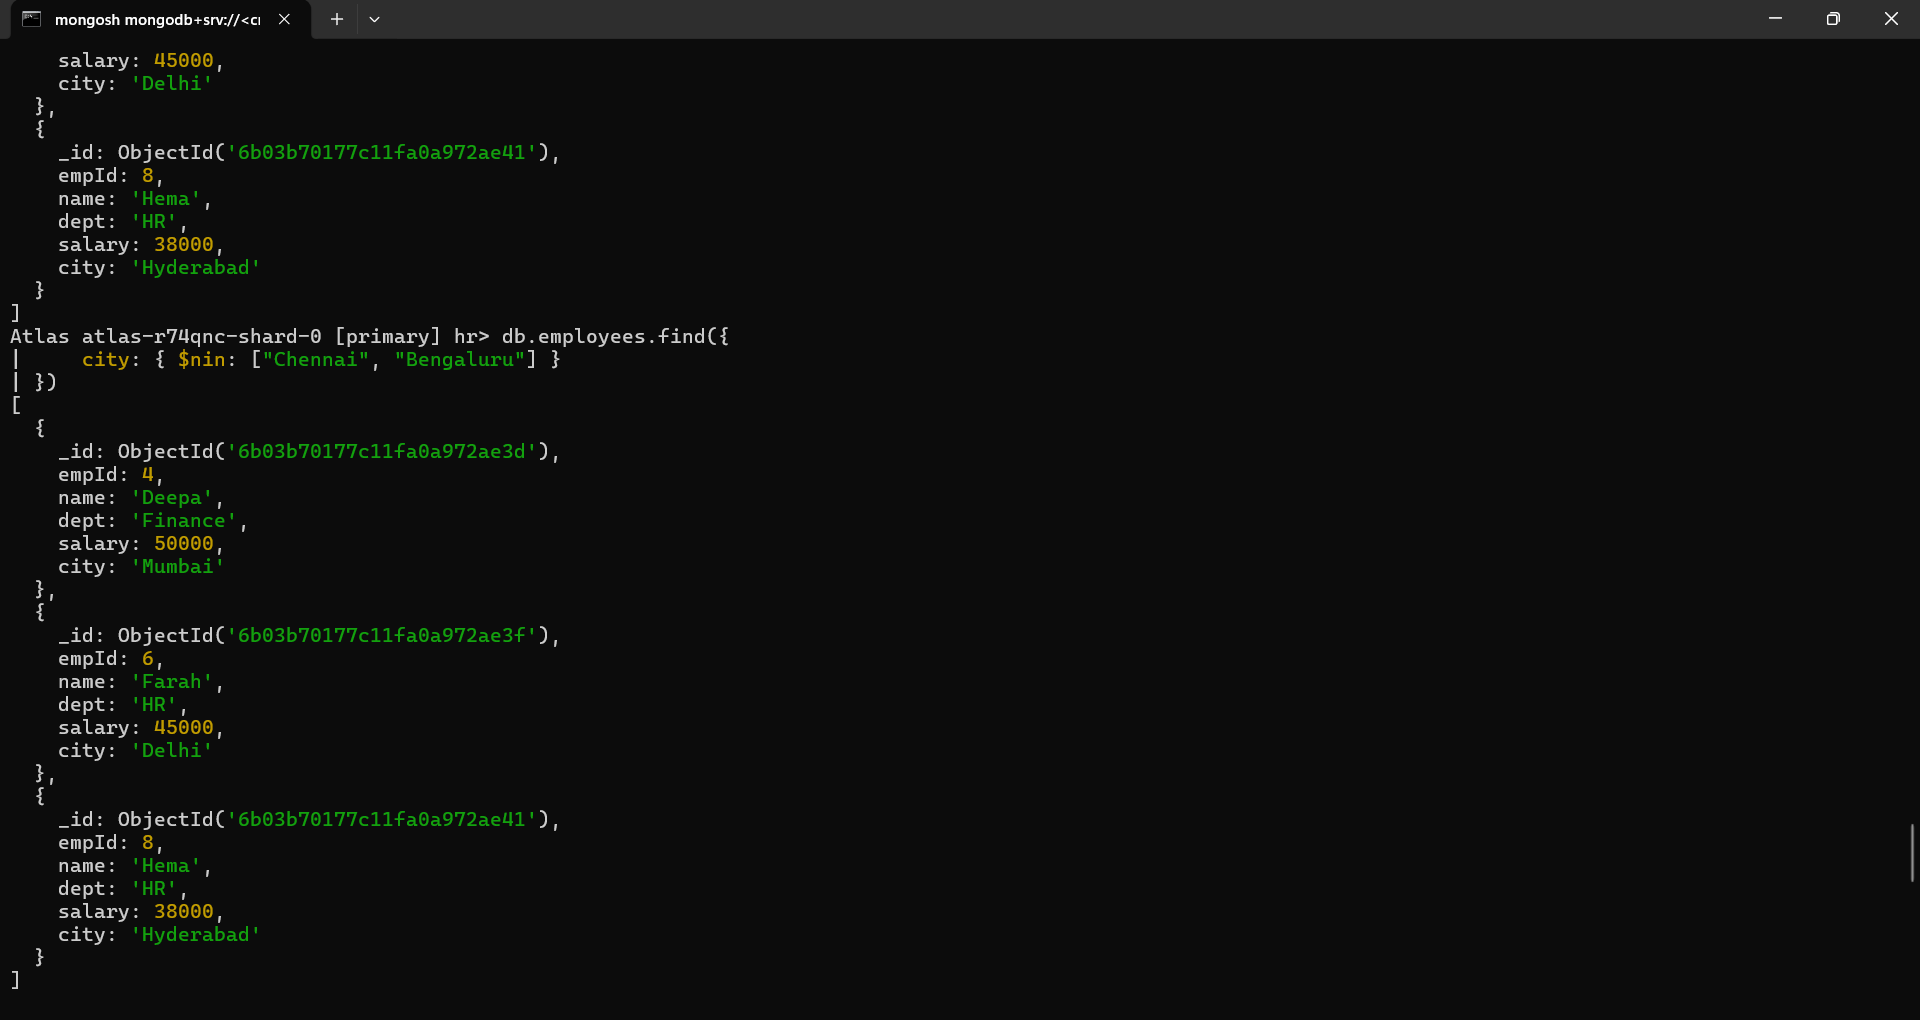 mongosh mongodb+srv://<cr
    salary: 45000,
    city: 'Delhi'
  },
  {
    _id: ObjectId('6b03b70177c11fa0a972ae41'),
    empId: 8,
    name: 'Hema',
    dept: 'HR',
    salary: 38000,
    city: 'Hyderabad'
  }
]
Atlas atlas-r74qnc-shard-0 [primary] hr> db.employees.find({
|     city: { $nin: ["Chennai", "Bengaluru"] }
| })
[
  {
    _id: ObjectId('6b03b70177c11fa0a972ae3d'),
    empId: 4,
    name: 'Deepa',
    dept: 'Finance',
    salary: 50000,
    city: 'Mumbai'
  },
  {
    _id: ObjectId('6b03b70177c11fa0a972ae3f'),
    empId: 6,
    name: 'Farah',
    dept: 'HR',
    salary: 45000,
    city: 'Delhi'
  },
  {
    _id: ObjectId('6b03b70177c11fa0a972ae41'),
    empId: 8,
    name: 'Hema',
    dept: 'HR',
    salary: 38000,
    city: 'Hyderabad'
  }
]